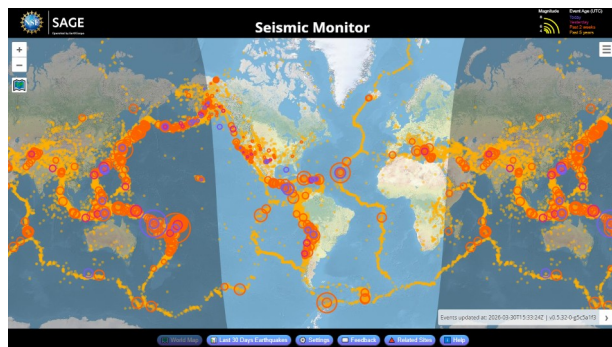 NSF
SAGE
Seismic Monitor
Magnitude
Event Age (UTC)
Today
Yesterday
Past 2 weeks
Past 5 years
+
−
Events updated at: 2026-03-30T15:33:24Z | v0.5.32-0-g5c5a1f3
World Map
Last 30 Days Earthquakes
Settings
Feedback
Related Sites
Help